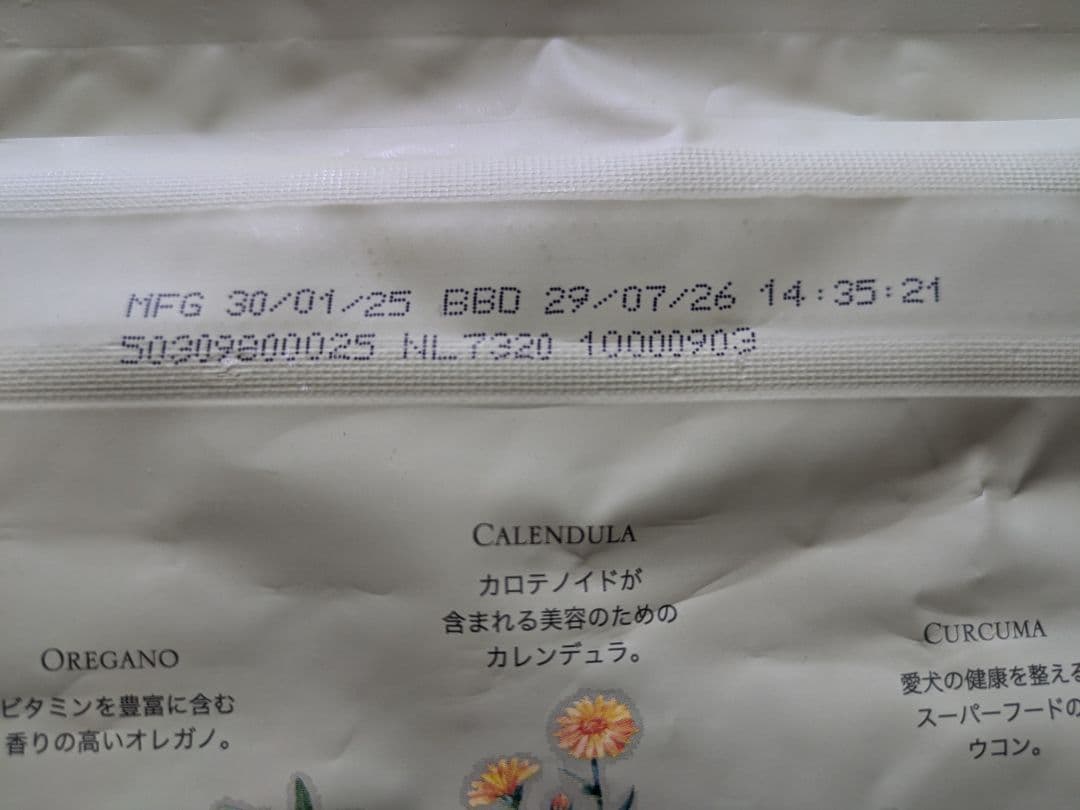 MFG 30/01/25 BBD 29/07/26 14:35:21
50309800025 NL7320 10000903
CALENDULA
カロテノイドが
含まれる美容のための
カレンデュラ。
OREGANO
ビタミンを豊富に含む
香りの高いオレガノ。
CURCUMA
愛犬の健康を整える
スーパーフードの
ウコン。